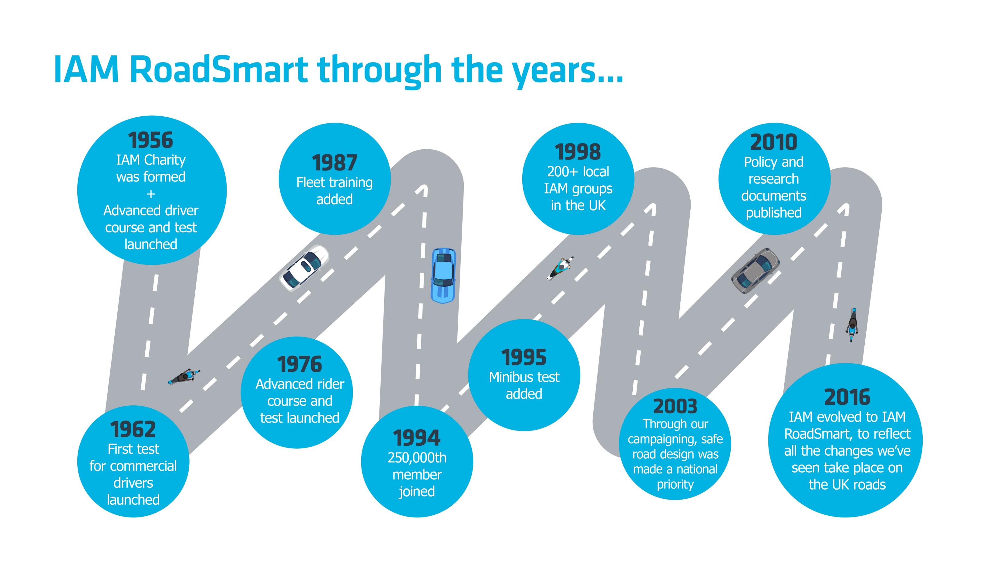 IAM RoadSmart through the years...
1956
IAM Charity
was formed
+
Advanced driver
course and test
launched
1962
First test
for commercial
drivers
launched
1976
Advanced rider
course and
test launched
1987
Fleet training
added
1994
250,000th
member
joined
1995
Minibus test
added
1998
200+ local
IAM groups
in the UK
2003
Through our
campaigning, safe
road design was
made a national
priority
2010
Policy and
research
documents
published
2016
IAM evolved to IAM
RoadSmart, to reflect
all the changes we’ve
seen take place on
the UK roads